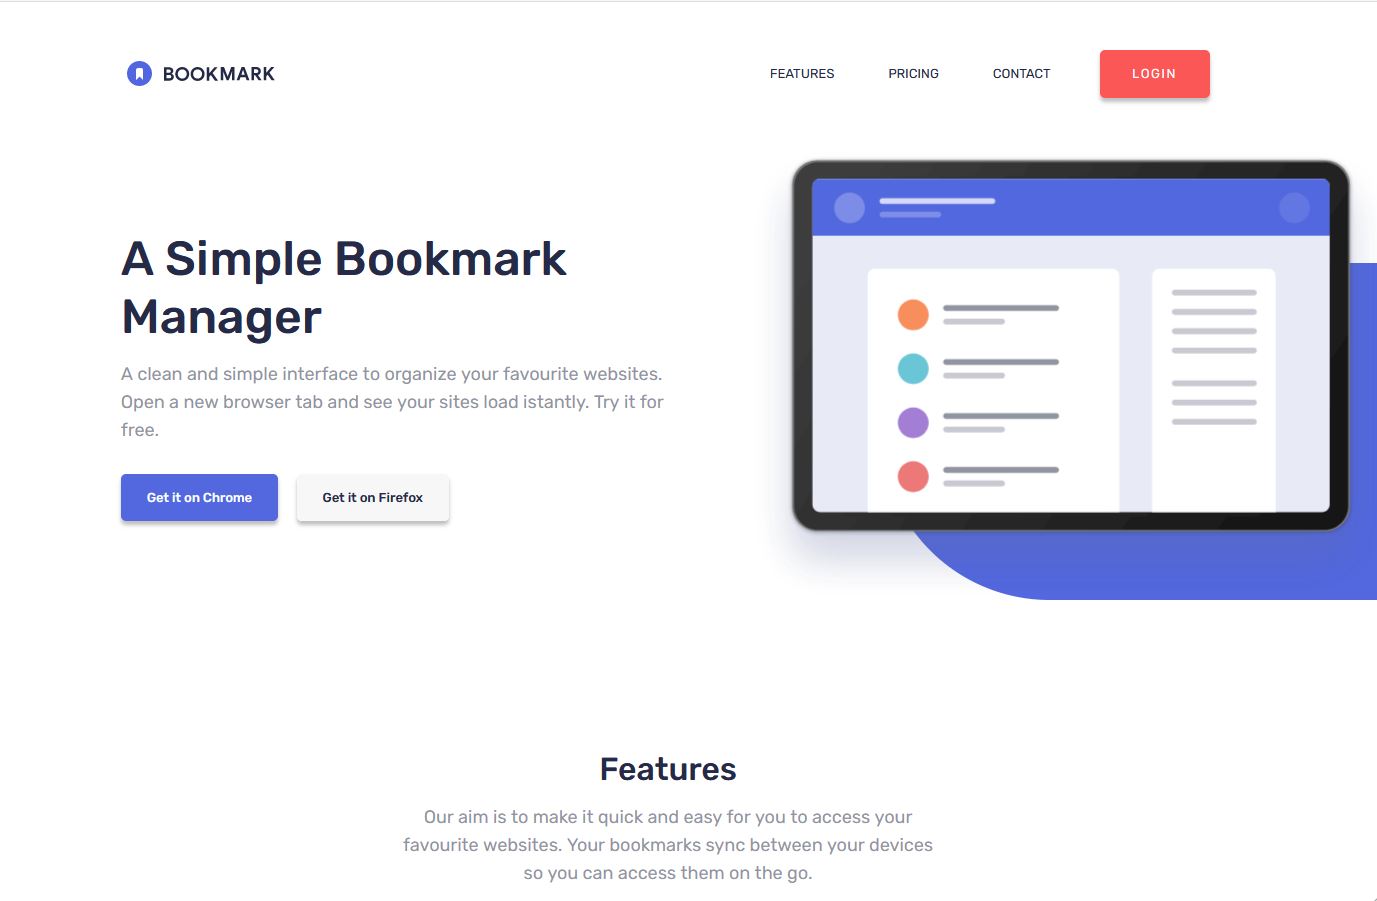 BOOKMARK
FEATURES
PRICING
CONTACT
LOGIN
A Simple Bookmark
Manager
A clean and simple interface to organize your favourite websites.
Open a new browser tab and see your sites load istantly. Try it for
free.
Get it on Chrome
Get it on Firefox
Features
Our aim is to make it quick and easy for you to access your
favourite websites. Your bookmarks sync between your devices
so you can access them on the go.